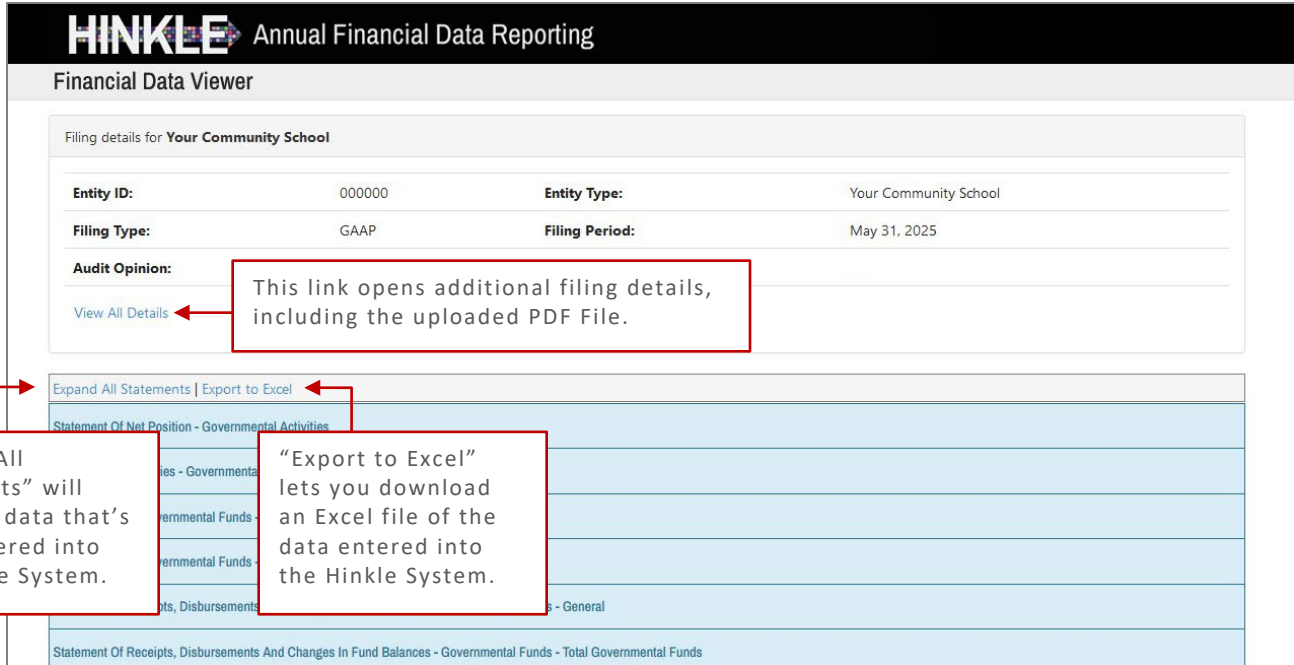 HINKLE Annual Financial Data Reporting
Financial Data Viewer
Filing details for Your Community School
Entity ID: 000000 Entity Type: Your Community School
Filing Type: GAAP Filing Period: May 31, 2025
Audit Opinion:
This link opens additional filing details,
including the uploaded PDF File.
View All Details
Expand All Statements | Export to Excel
Statement Of Net Position - Governmental Activities
All
ts” will
data that’s
ered into
e System.
“Export to Excel”
lets you download
an Excel file of the
data entered into
the Hinkle System.
ies - Governmenta
ernmental Funds -
ernmental Funds -
ots, Disbursements
s - General
Statement Of Receipts, Disbursements And Changes In Fund Balances - Governmental Funds - Total Governmental Funds